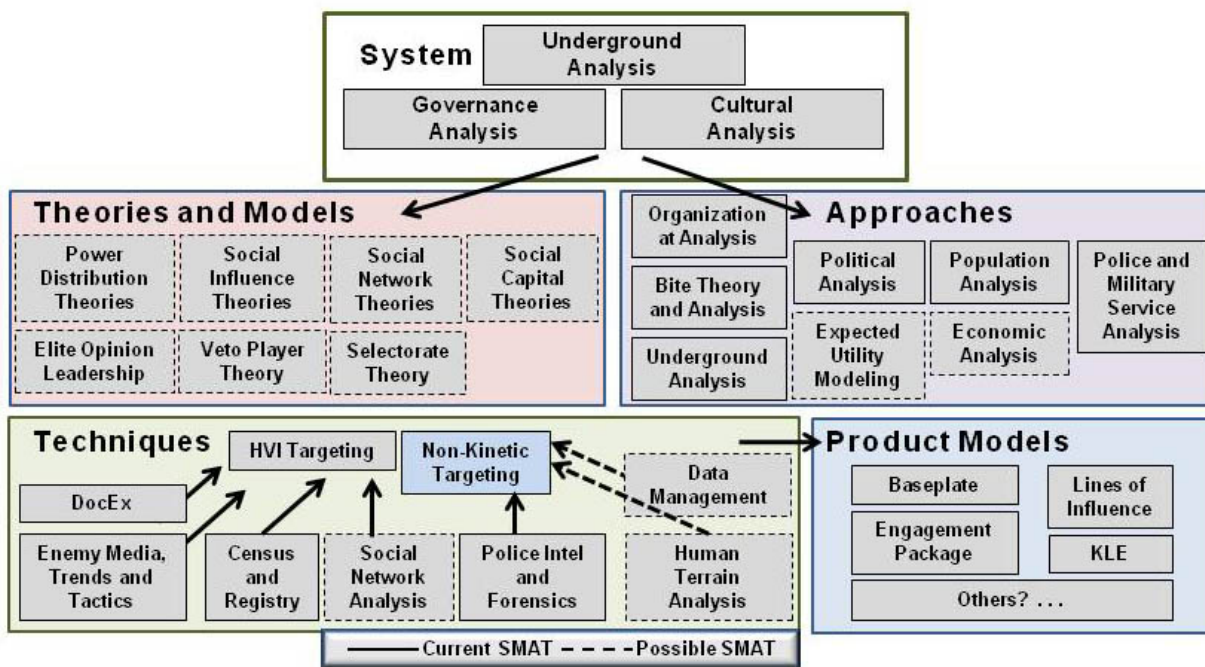 System
Underground
Analysis
Governance
Analysis
Cultural
Analysis
Theories and Models
Power
Distribution
Theories
Social
Influence
Theories
Social
Network
Theories
Social
Capital
Theories
Elite Opinion
Leadership
Veto Player
Theory
Selectorate
Theory
Approaches
Organization
at Analysis
Bite Theory
and Analysis
Underground
Analysis
Political
Analysis
Expected
Utility
Modeling
Population
Analysis
Economic
Analysis
Police and
Military
Service
Analysis
Techniques
HVI Targeting
Non-Kinetic
Targeting
Data
Management
DocEx
Enemy Media,
Trends and
Tactics
Census
and
Registry
Social
Network
Analysis
Police Intel
and
Forensics
Human
Terrain
Analysis
Product Models
Baseplate
Lines of
Influence
Engagement
Package
KLE
Others? . . .
Current SMAT
Possible SMAT